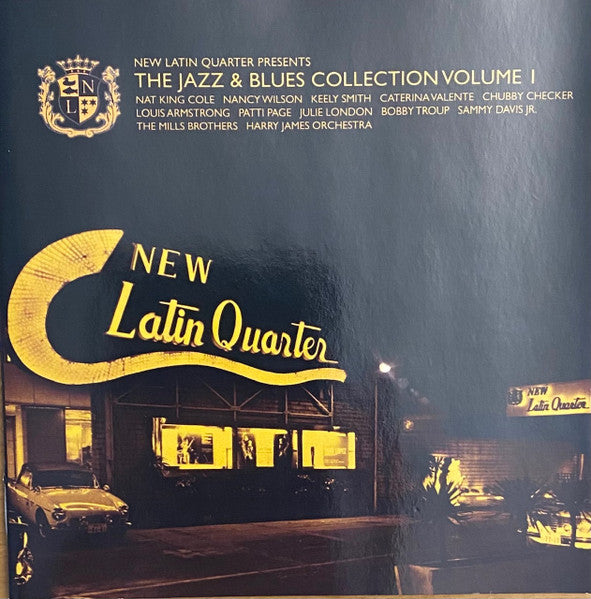 NEW LATIN QUARTER PRESENTS
THE JAZZ & BLUES COLLECTION VOLUME 1
NAT KING COLE NANCY WILSON KEELY SMITH CATERINA VALENTE CHUBBY CHECKER
LOUIS ARMSTRONG PATTI PAGE JULIE LONDON BOBBY TROUP SAMMY DAVIS JR.
THE MILLS BROTHERS HARRY JAMES ORCHESTRA
N
L
NEW
Latin Quarter
NEW
Latin Quarter